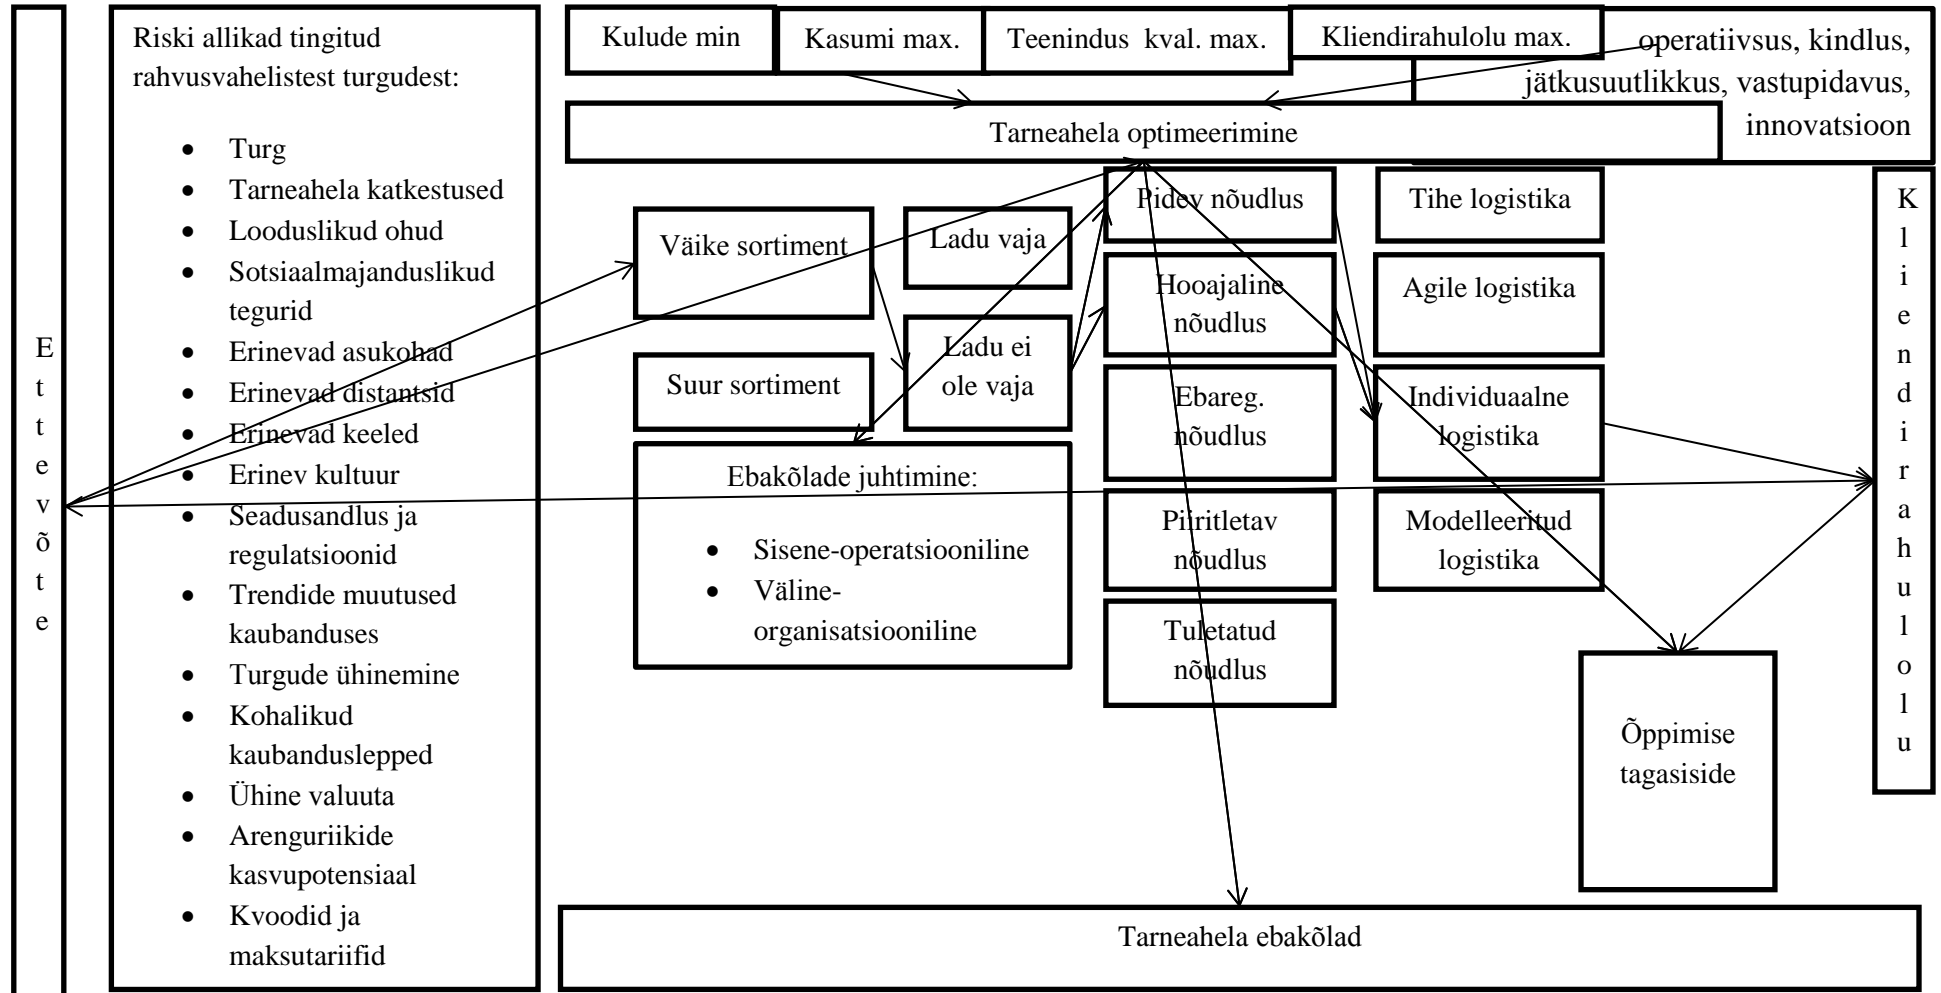 Ettevõte
Riski allikad tingitud
rahvusvahelistest turgudest:
• Turg
• Tarneahela katkestused
• Looduslikud ohud
• Sotsiaalmajanduslikud
tegurid
• Erinevad asukohad
• Erinevad distantsid
• Erinevad keeled
• Erinev kultuur
• Seadusandlus ja
regulatsioonid
• Trendide muutused
kaubanduses
• Turgude ühinemine
• Kohalikud
kaubanduslepped
• Ühine valuuta
• Arenguriikide
kasvupotensiaal
• Kvoodid ja
maksutariifid
Kulude min
Kasumi max.
Teenindus kval. max.
Kliendirahulolu max.
operatiivsus, kindlus,
jätkusuutlikkus, vastupidavus,
innovatsioon
Tarneahela optimeerimine
Väike sortiment
Suur sortiment
Ladu vaja
Ladu ei
ole vaja
Ebakõlade juhtimine:
• Sisene-operatsiooniline
• Väline-
organisatsiooniline
Pidev nõudlus
Hooajaline
nõudlus
Ebareg.
nõudlus
Piiritletav
nõudlus
Tuletatud
nõudlus
Tihe logistika
Agile logistika
Individuaalne
logistika
Modelleeritud
logistika
Õppimise
tagasiside
Kliendirahulolu
Tarneahela ebakõlad